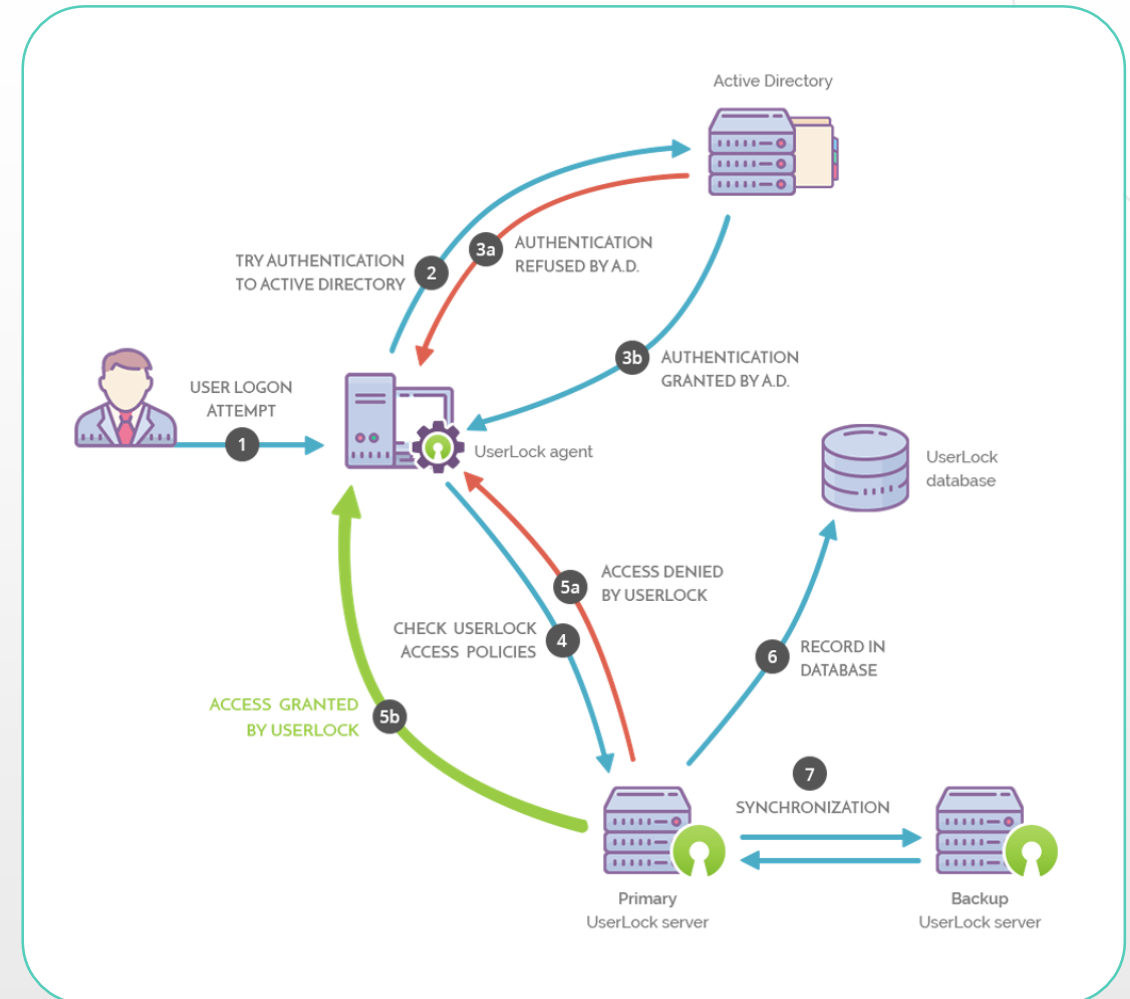 Active Directory
3a
AUTHENTICATION
REFUSED BY A.D.
TRY AUTHENTICATION
TO ACTIVE DIRECTORY
2
3b
AUTHENTICATION
GRANTED BY A.D.
USER LOGON
ATTEMPT
1
UserLock agent
UserLock
database
5a
ACCESS DENIED
BY USERLOCK
CHECK USERLOCK
ACCESS POLICIES
4
6
RECORD IN
DATABASE
ACCESS GRANTED
BY USERLOCK
5b
7
SYNCHRONIZATION
Primary
UserLock server
Backup
UserLock server